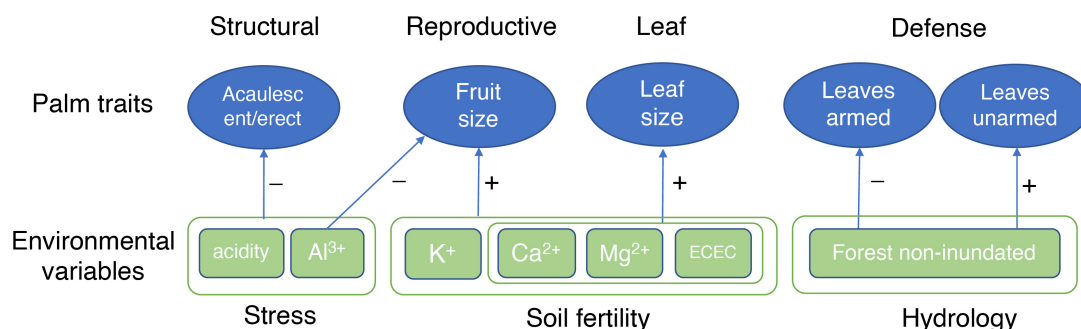 Structural Reproductive Leaf Defense
Palm traits
Acaulesc
ent/erect
Fruit
size
Leaf
size
Leaves
armed
Leaves
unarmed
– – + + – +
Environmental
variables
acidity Al³⁺ K⁺ Ca²⁺ Mg²⁺ ECEC Forest non-inundated
Stress Soil fertility Hydrology